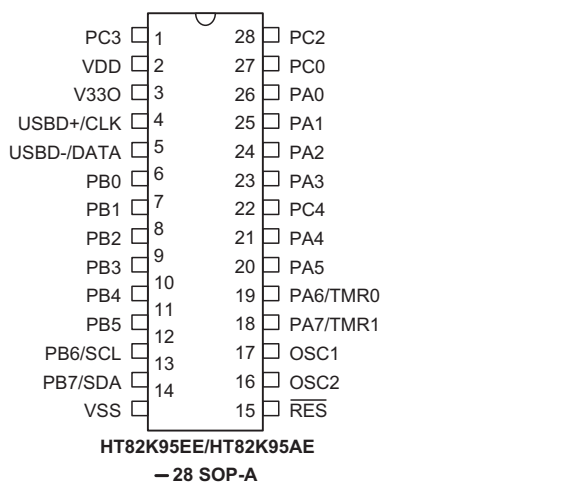 PC3 1 28 PC2
VDD 2 27 PC0
V33O 3 26 PA0
USBD+/CLK 4 25 PA1
USBD-/DATA 5 24 PA2
PB0 6 23 PA3
PB1 7 22 PC4
PB2 8 21 PA4
PB3 9 20 PA5
PB4 10 19 PA6/TMR0
PB5 11 18 PA7/TMR1
PB6/SCL 12 17 OSC1
PB7/SDA 13 16 OSC2
VSS 14 15 RES
HT82K95EE/HT82K95AE
– 28 SOP-A